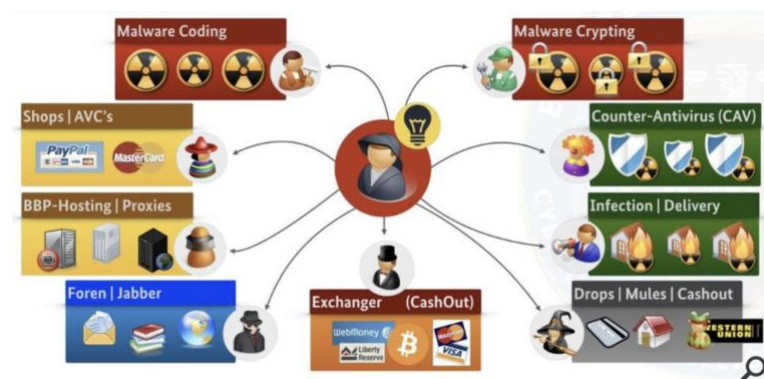 Malware Coding
Malware Crypting
Shops | AVC's
PayPal
MasterCard
Counter-Antivirus (CAV)
BBP-Hosting | Proxies
Infection | Delivery
Foren | Jabber
Exchanger (CashOut)
WebMoney
Liberty Reserve
MasterCard
VISA
Drops | Mules | Cashout
WESTERN
UNION